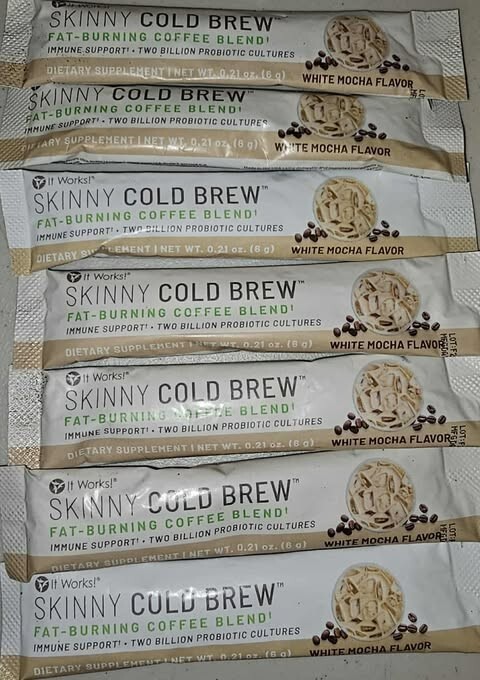 It Works!
SKINNY COLD BREW™
FAT-BURNING COFFEE BLEND†
IMMUNE SUPPORT† • TWO BILLION PROBIOTIC CULTURES
DIETARY SUPPLEMENT | NET WT. 0.21 oz. (6 g)
WHITE MOCHA FLAVOR
SKINNY COLD BREW™
FAT-BURNING COFFEE BLEND†
IMMUNE SUPPORT† • TWO BILLION PROBIOTIC CULTURES
DIETARY SUPPLEMENT | NET WT. 0.21 oz. (6 g)
WHITE MOCHA FLAVOR
It Works!®
SKINNY COLD BREW™
FAT-BURNING COFFEE BLEND†
IMMUNE SUPPORT† • TWO BILLION PROBIOTIC CULTURES
DIETARY SUPPLEMENT | NET WT. 0.21 oz. (6 g)
WHITE MOCHA FLAVOR
It Works!®
SKINNY COLD BREW™
FAT-BURNING COFFEE BLEND†
IMMUNE SUPPORT† • TWO BILLION PROBIOTIC CULTURES
DIETARY SUPPLEMENT | NET WT. 0.21 oz. (6 g)
WHITE MOCHA FLAVOR
It Works!®
SKINNY COLD BREW™
FAT-BURNING COFFEE BLEND†
IMMUNE SUPPORT† • TWO BILLION PROBIOTIC CULTURES
DIETARY SUPPLEMENT | NET WT. 0.21 oz. (6 g)
WHITE MOCHA FLAVOR
It Works!®
SKINNY COLD BREW™
FAT-BURNING COFFEE BLEND†
IMMUNE SUPPORT† • TWO BILLION PROBIOTIC CULTURES
DIETARY SUPPLEMENT | NET WT. 0.21 oz. (6 g)
WHITE MOCHA FLAVOR
It Works!®
SKINNY COLD BREW™
FAT-BURNING COFFEE BLEND†
IMMUNE SUPPORT† • TWO BILLION PROBIOTIC CULTURES
DIETARY SUPPLEMENT | NET WT. 0.21 oz. (6 g)
WHITE MOCHA FLAVOR